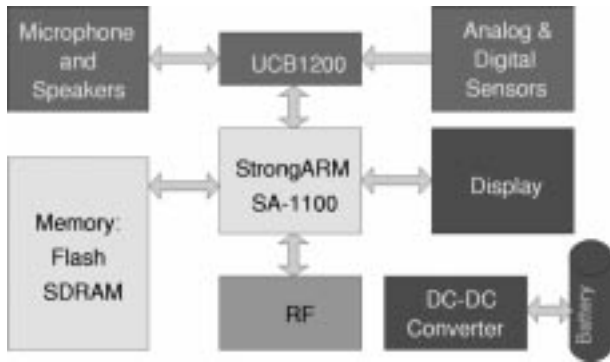 Microphone
and
Speakers
UCB1200
Analog &
Digital
Sensors
StrongARM
SA-1100
Display
Memory:
Flash
SDRAM
RF
DC-DC
Converter
Battery